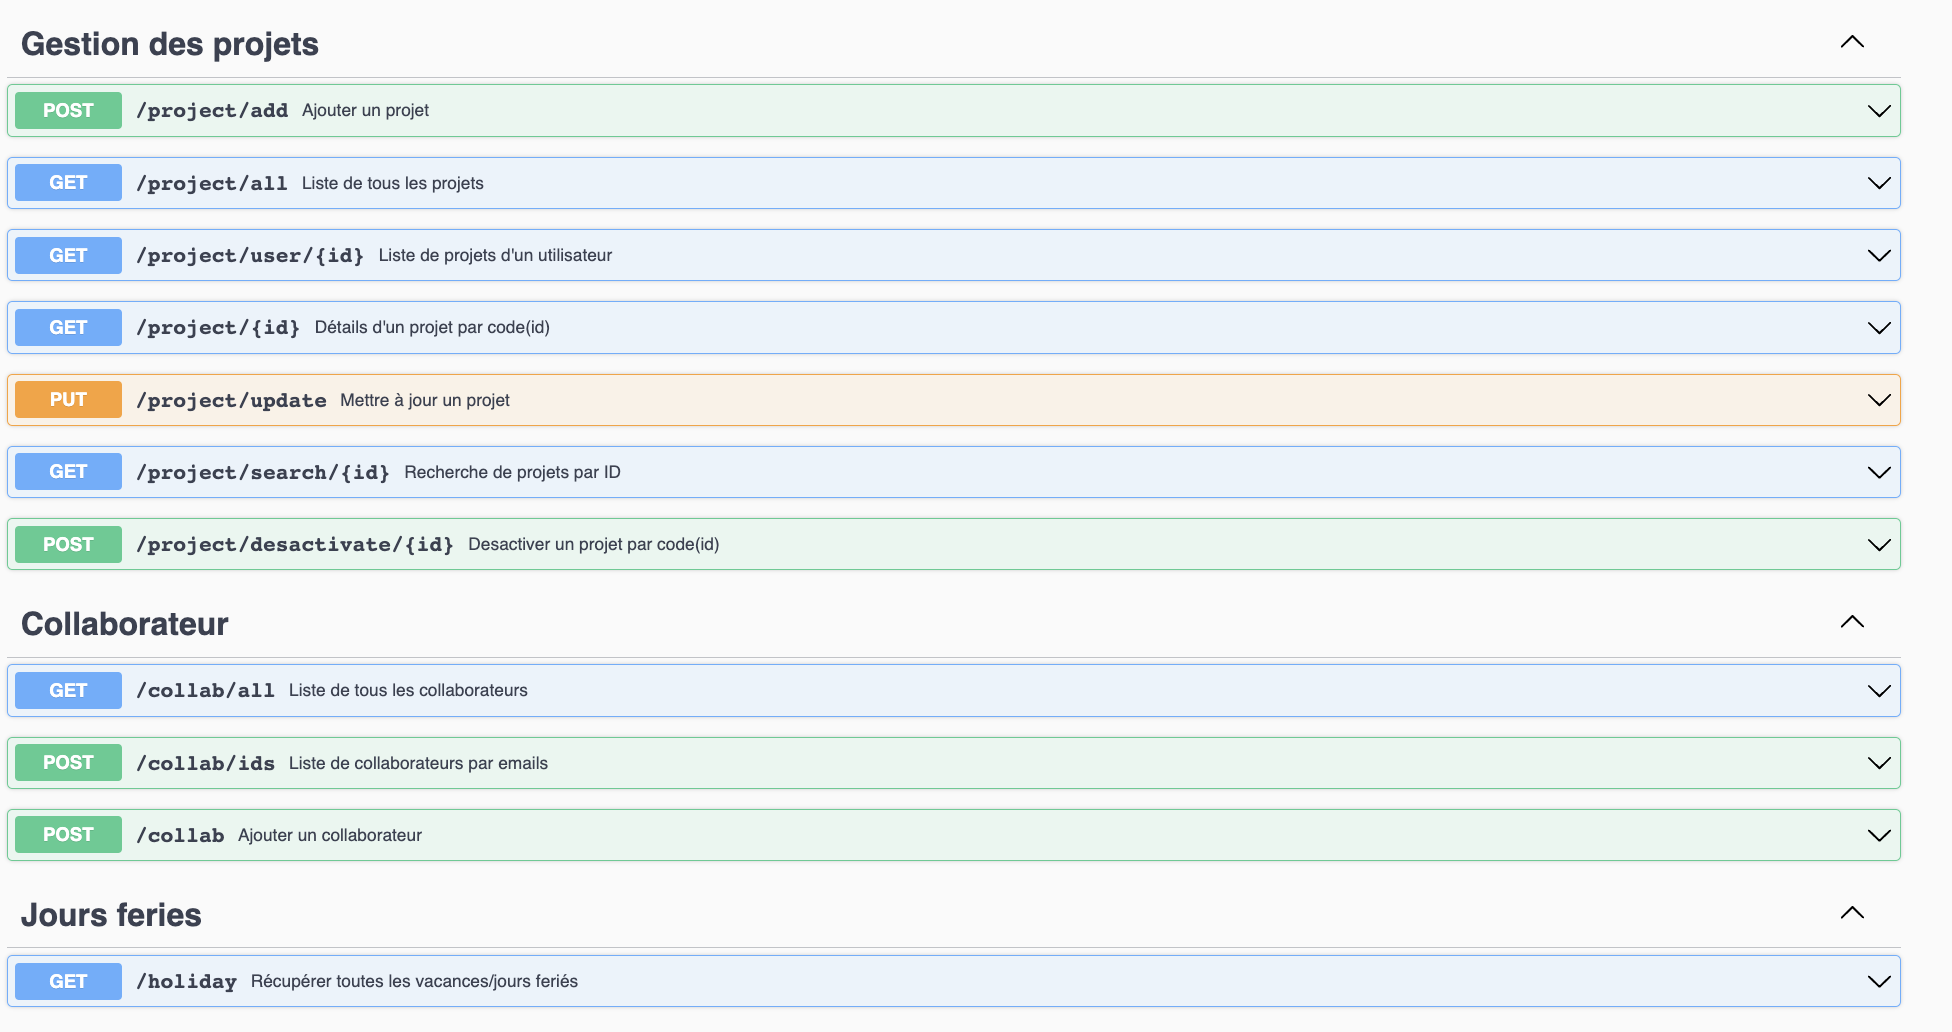 Gestion des projets
POST /project/add Ajouter un projet
GET /project/all Liste de tous les projets
GET /project/user/{id} Liste de projets d'un utilisateur
GET /project/{id} Détails d'un projet par code(id)
PUT /project/update Mettre à jour un projet
GET /project/search/{id} Recherche de projets par ID
POST /project/desactivate/{id} Desactiver un projet par code(id)
Collaborateur
GET /collab/all Liste de tous les collaborateurs
POST /collab/ids Liste de collaborateurs par emails
POST /collab Ajouter un collaborateur
Jours feries
GET /holiday Récupérer toutes les vacances/jours feriés